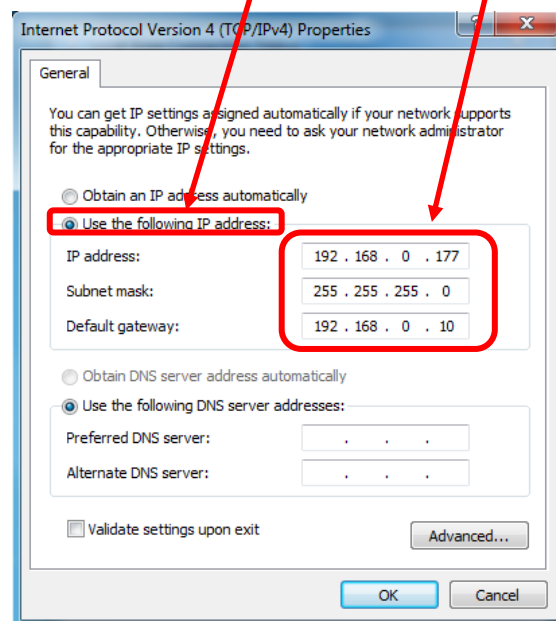 Internet Protocol Version 4 (TCP/IPv4) Properties
?
X
General
You can get IP settings assigned automatically if your network supports
this capability. Otherwise, you need to ask your network administrator
for the appropriate IP settings.
Obtain an IP address automatically
Use the following IP address:
IP address: 192 . 168 . 0 . 177
Subnet mask: 255 . 255 . 255 . 0
Default gateway: 192 . 168 . 0 . 10
Obtain DNS server address automatically
Use the following DNS server addresses:
Preferred DNS server: . . .
Alternate DNS server: . . .
Validate settings upon exit
Advanced...
OK Cancel